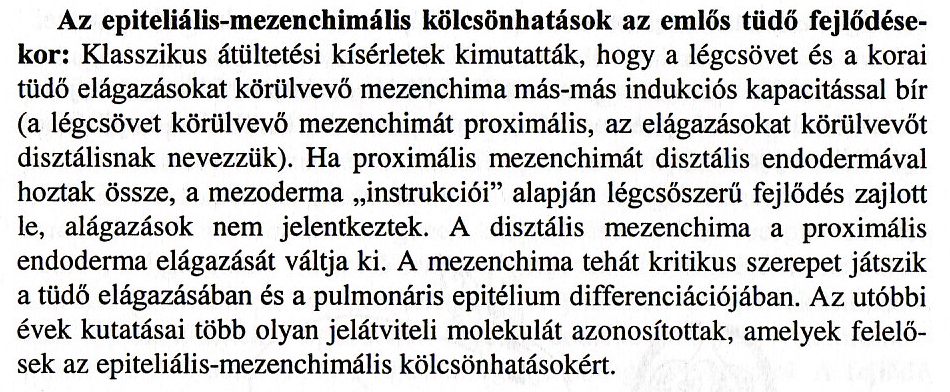 Az epiteliális-mezenchimális kölcsönhatások az emlős tüdő fejlődése-
kor: Klasszikus átültetési kísérletek kimutatták, hogy a légcsövet és a korai
tüdő elágazásokat körülvevő mezenchima más-más indukciós kapacitással bír
(a légcsövet körülvevő mezenchimát proximális, az elágazásokat körülvevőt
disztálisnak nevezzük). Ha proximális mezenchimát disztális endodermával
hoztak össze, a mezoderma „instrukciói” alapján légcsőszerű fejlődés zajlott
le, alágazások nem jelentkeztek. A disztális mezenchima a proximális
endoderma elágazását váltja ki. A mezenchima tehát kritikus szerepet játszik
a tüdő elágazásában és a pulmonáris epitélium differenciációjában. Az utóbbi
évek kutatásai több olyan jelátviteli molekulát azonosítottak, amelyek felelő-
sek az epiteliális-mezenchimális kölcsönhatásokért.